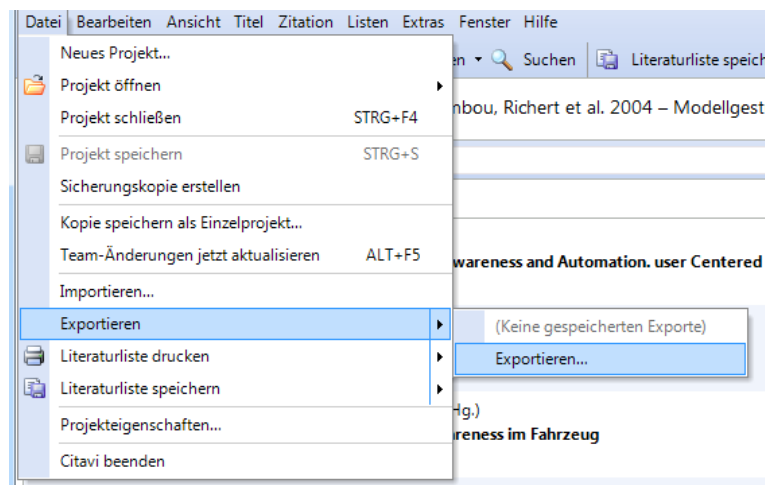 Datei Bearbeiten Ansicht Titel Zitation Listen Extras Fenster Hilfe
Neues Projekt...
en Suchen Literaturliste speich
Projekt öffnen
nbou, Richert et al. 2004 – Modellgest
Projekt schließen STRG+F4
Projekt speichern STRG+S
Sicherungskopie erstellen
Kopie speichern als Einzelprojekt...
Team-Änderungen jetzt aktualisieren ALT+F5
wareness and Automation. user Centered
Importieren...
Exportieren
(Keine gespeicherten Exporte)
Literaturliste drucken
Exportieren...
Literaturliste speichern
Hg.)
Projekteigenschaften...
reness im Fahrzeug
Citavi beenden